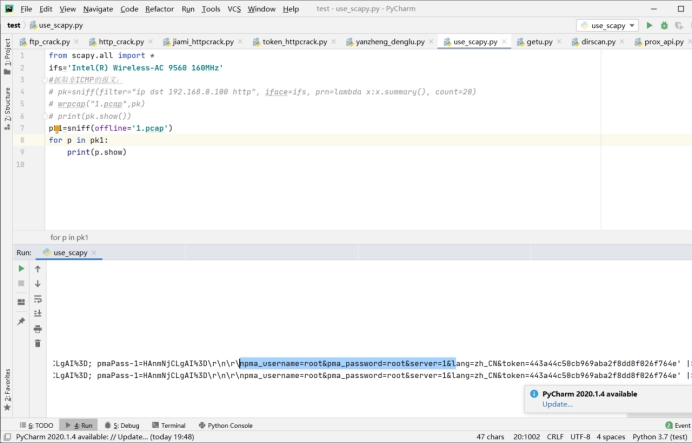 File Edit View Navigate Code Refactor Run Tools VCS Window Help test - use_scapy.py - PyCharm
test use_scapy.py use_scapy
ftp_crack.py http_crack.py jiami_httpcrack.py token_httpcrack.py yanzheng_denglu.py use_scapy.py getu.py dirscan.py prox_api.py
1: Project
7: Structure
2: Favorites
1 from scapy.all import *
2 ifs='Intel(R) Wireless-AC 9560 160MHz'
3 #抓取非ICMP的报文:
4 # pk=sniff(filter="ip dst 192.168.0.100 http", iface=ifs, prn=lambda x:x.summary(), count=20)
5 # wrpcap("1.pcap",pk)
6 # print(pk.show())
7 pk1=sniff(offline='1.pcap')
8 for p in pk1:
9 print(p.show)
10
for p in pk1
Run: use_scapy
CLgAI%3D; pmaPass-1=HAnmNjCLgAI%3D\r\n\r\npma_username=root&pma_password=root&server=1&lang=zh_CN&token=443a44c50cb969aba2f8dd8f026f764e' |>
CLgAI%3D; pmaPass-1=HAnmNjCLgAI%3D\r\n\r\npma_username=root&pma_password=root&server=1&lang=zh_CN&token=443a44c50cb969aba2f8dd8f026f764e' |>
PyCharm 2020.1.4 available
Update...
6: TODO 4: Run 5: Debug Terminal Python Console Event
PyCharm 2020.1.4 available: // Update... (today 19:48) 47 chars 20:1002 CRLF UTF-8 4 spaces Python 3.7 (test)